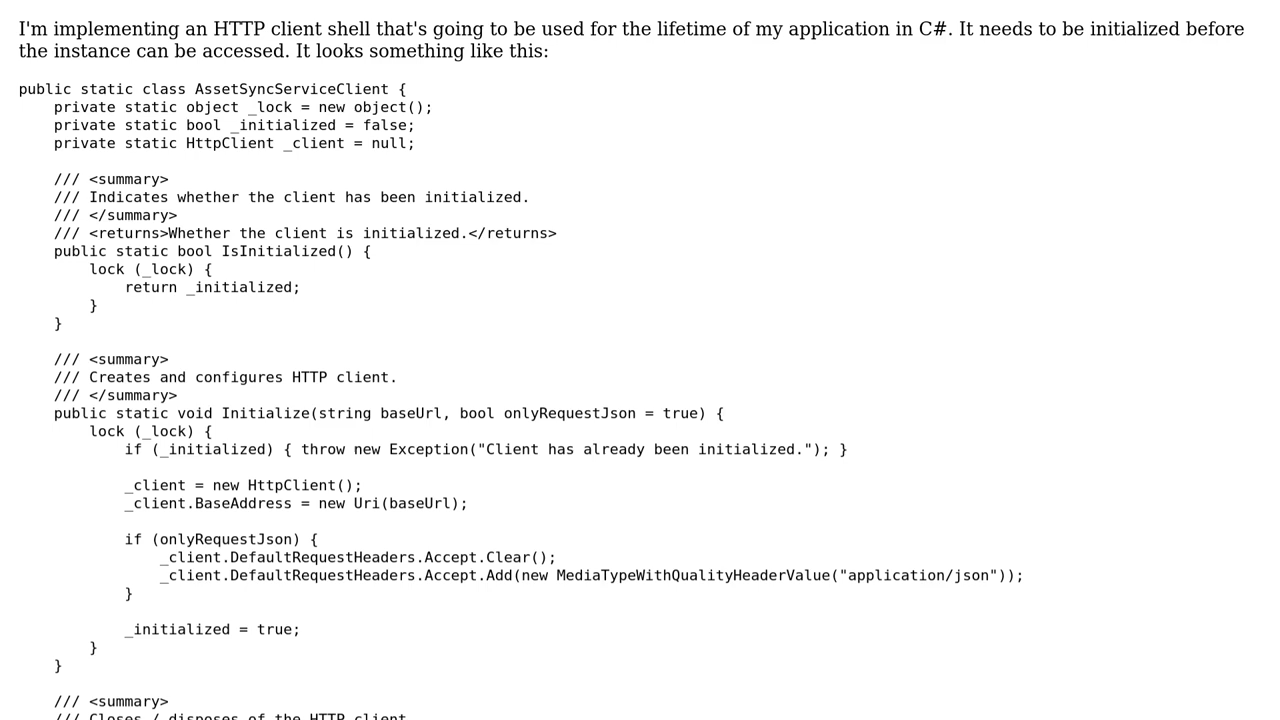 I'm implementing an HTTP client shell that's going to be used for the lifetime of my application in C#. It needs to be initialized before
the instance can be accessed. It looks something like this:
public static class AssetSyncServiceClient {
    private static object _lock = new object();
    private static bool _initialized = false;
    private static HttpClient _client = null;

    /// <summary>
    /// Indicates whether the client has been initialized.
    /// </summary>
    /// <returns>Whether the client is initialized.</returns>
    public static bool IsInitialized() {
        lock (_lock) {
            return _initialized;
        }
    }

    /// <summary>
    /// Creates and configures HTTP client.
    /// </summary>
    public static void Initialize(string baseUrl, bool onlyRequestJson = true) {
        lock (_lock) {
            if (_initialized) { throw new Exception("Client has already been initialized."); }

            _client = new HttpClient();
            _client.BaseAddress = new Uri(baseUrl);

            if (onlyRequestJson) {
                _client.DefaultRequestHeaders.Accept.Clear();
                _client.DefaultRequestHeaders.Accept.Add(new MediaTypeWithQualityHeaderValue("application/json"));
            }

            _initialized = true;
        }
    }

    /// <summary>
    /// Closes / disposes of the HTTP client